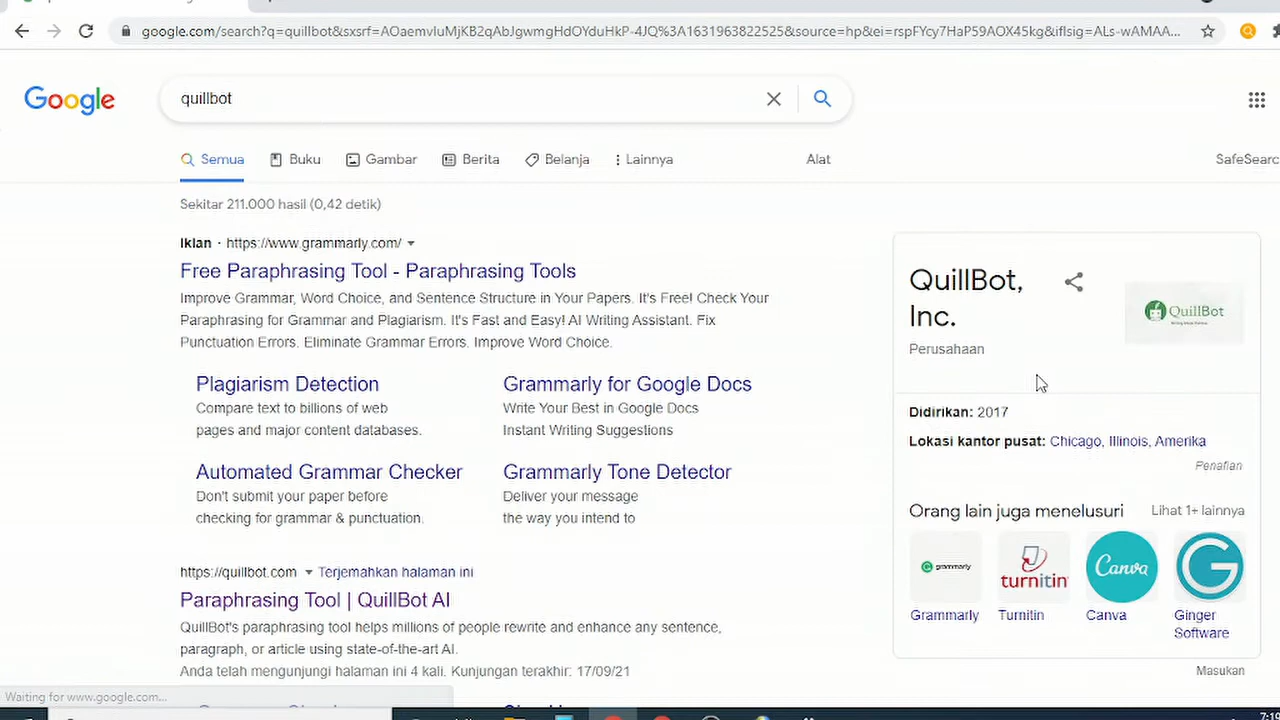 google.com/search?q=quillbot&sxsrf=AOaemvIuMjKB2qAbJgwmgHdOYduHkP-4JQ%3A1631963822525&source=hp&ei=rspFYcy7HaP59AOX45kg&iflsig=ALs-wAMAA...
Google
quillbot
Semua Buku Gambar Berita Belanja Lainnya Alat SafeSearc
Sekitar 211.000 hasil (0,42 detik)
Iklan · https://www.grammarly.com/
Free Paraphrasing Tool - Paraphrasing Tools
Improve Grammar, Word Choice, and Sentence Structure in Your Papers. It's Free! Check Your
Paraphrasing for Grammar and Plagiarism. It's Fast and Easy! AI Writing Assistant. Fix
Punctuation Errors. Eliminate Grammar Errors. Improve Word Choice.
Plagiarism Detection
Compare text to billions of web
pages and major content databases.
Grammarly for Google Docs
Write Your Best in Google Docs
Instant Writing Suggestions
Automated Grammar Checker
Don't submit your paper before
checking for grammar & punctuation.
Grammarly Tone Detector
Deliver your message
the way you intend to
https://quillbot.com Terjemahkan halaman ini
Paraphrasing Tool | QuillBot AI
QuillBot's paraphrasing tool helps millions of people rewrite and enhance any sentence,
paragraph, or article using state-of-the-art AI.
Anda telah mengunjungi halaman ini 4 kali. Kunjungan terakhir: 17/09/21
QuillBot,
Inc.
Perusahaan
QuillBot
Didirikan: 2017
Lokasi kantor pusat: Chicago, Illinois, Amerika
Penafian
Orang lain juga menelusuri Lihat 1+ lainnya
grammarly
turnitin
Canva
G
Grammarly
Turnitin
Canva
Ginger
Software
Masukan
Waiting for www.google.com...